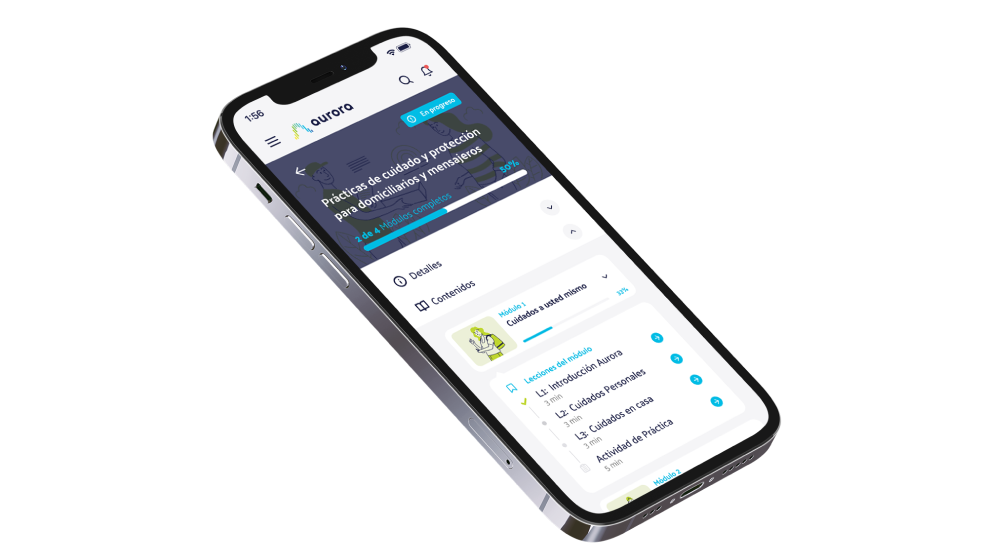 1:56
aurora
En progreso
Prácticas de cuidado y protección
para domiciliarios y mensajeros
2 de 4 Módulos completos
50%
Detalles
Contenidos
Módulo 1
Cuidados a usted mismo
33%
Lecciones del módulo
L1: Introducción Aurora
3 min
L2: Cuidados Personales
3 min
L3: Cuidados en casa
3 min
Actividad de Práctica
5 min
Módulo 2